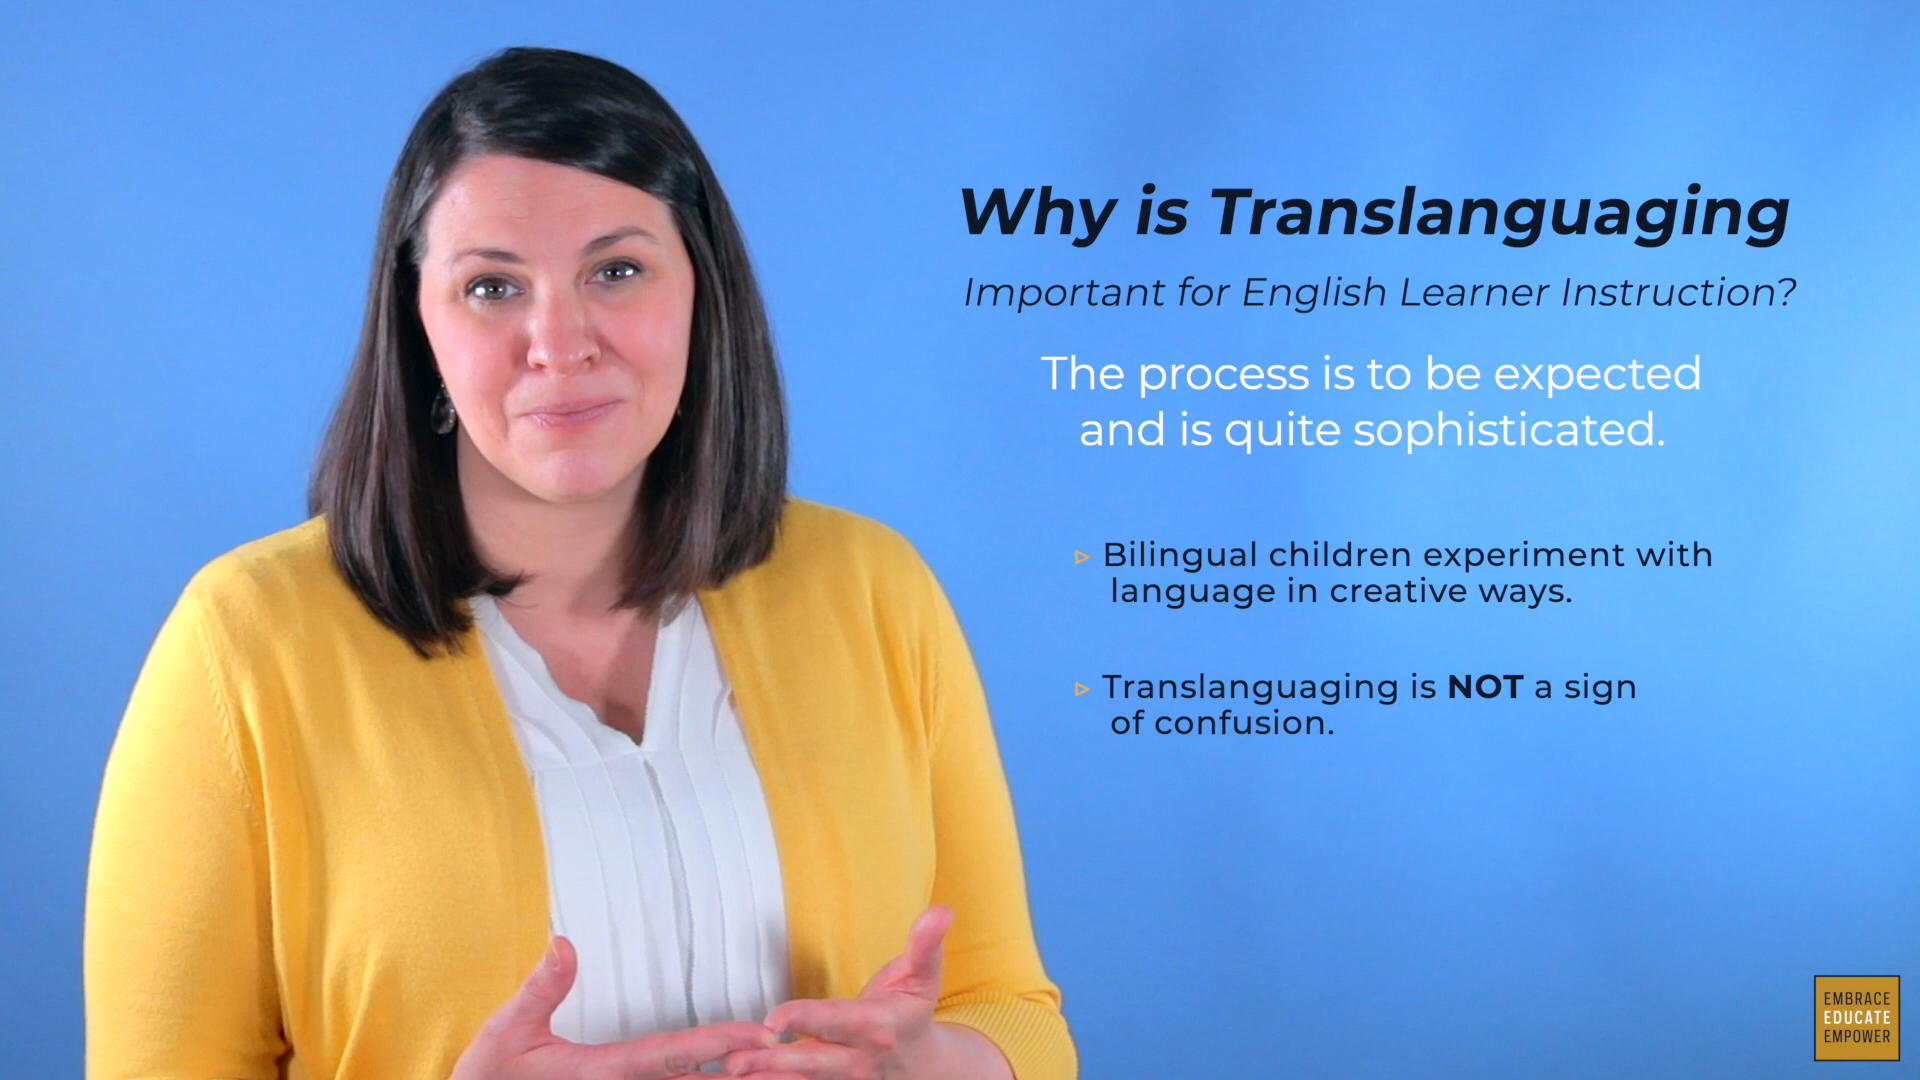 Why is Translanguaging
Important for English Learner Instruction?
The process is to be expected
and is quite sophisticated.
▹ Bilingual children experiment with
language in creative ways.
▹ Translanguaging is NOT a sign
of confusion.
EMBRACE
EDUCATE
EMPOWER